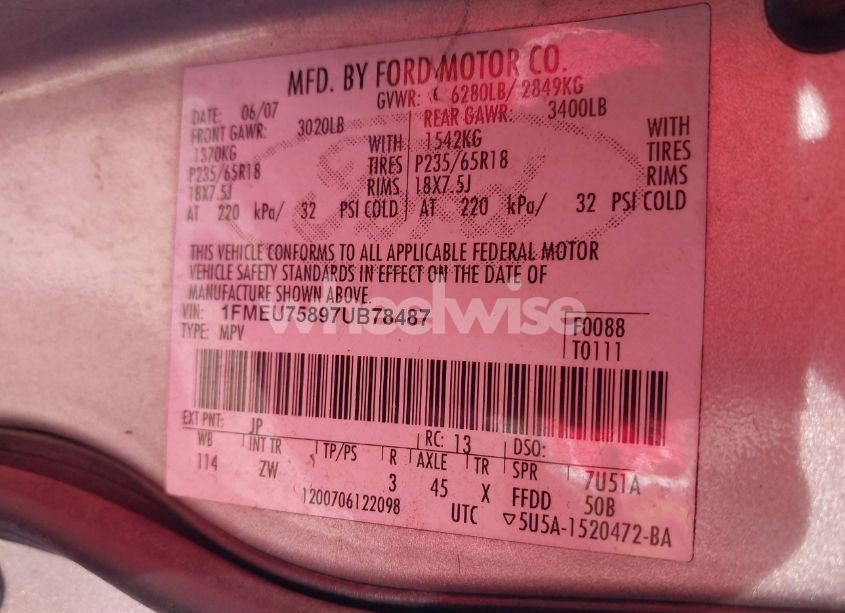 MFD. BY FORD MOTOR CO.
DATE: 06/07 GVWR: 6280LB/ 2849KG
FRONT GAWR: 3020LB REAR GAWR: 3400LB
1370KG WITH 1542KG WITH
P235/65R18 TIRES P235/65R18 TIRES
18X7.5J RIMS 18X7.5J RIMS
AT 220 kPa/ 32 PSI COLD AT 220 kPa/ 32 PSI COLD
THIS VEHICLE CONFORMS TO ALL APPLICABLE FEDERAL MOTOR
VEHICLE SAFETY STANDARDS IN EFFECT ON THE DATE OF
MANUFACTURE SHOWN ABOVE.
VIN: 1FMEU75897UB78487 F0088
TYPE: MPV T0111
wheelwise
EXT PNT: JP RC: 13 DSO:
WB INT TR TP/PS R AXLE TR SPR 7U51A
114 ZW 3 45 X FFDD 50B
1200706122098 UTC ▽5U5A-1520472-BA